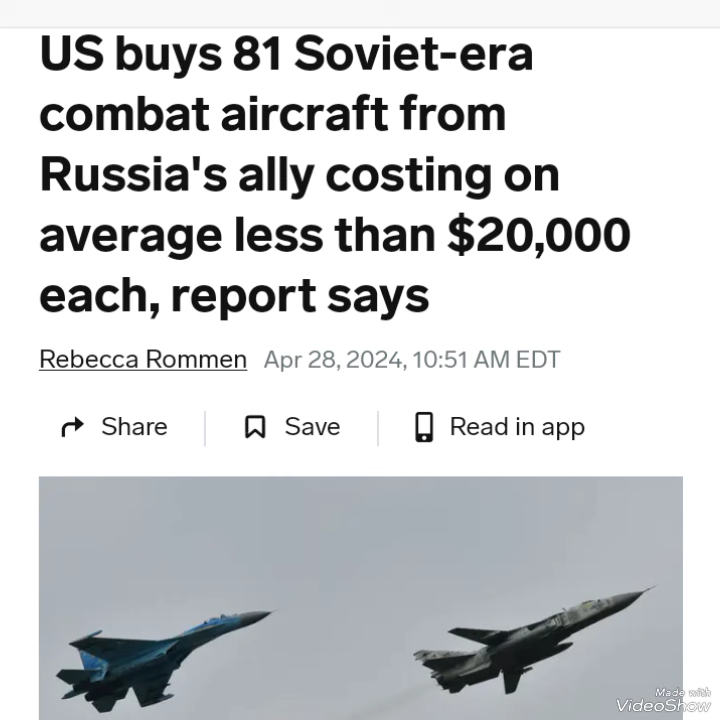 US buys 81 Soviet-era
combat aircraft from
Russia's ally costing on
average less than $20,000
each, report says
Rebecca Rommen Apr 28, 2024, 10:51 AM EDT
Share Save Read in app
Made with
VideoShow